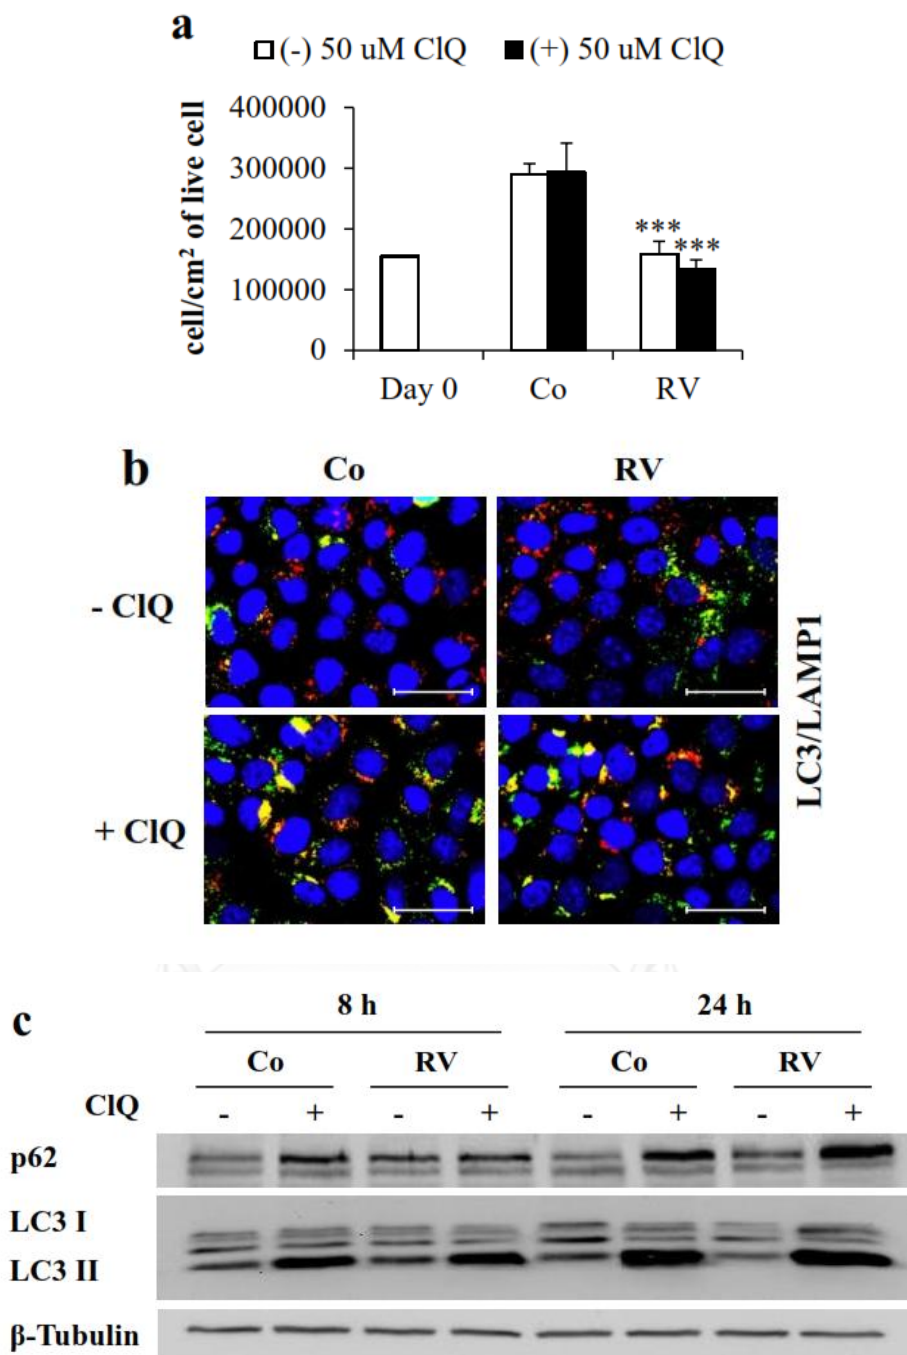 a
(-) 50 uM ClQ (+) 50 uM ClQ
cell/cm² of live cell
400000
300000
200000
100000
0
*** ***
Day 0 Co RV
b
Co RV
- ClQ
+ ClQ
LC3/LAMP1
c
8 h 24 h
Co RV Co RV
ClQ - + - + - + - +
p62
LC3 I
LC3 II
β-Tubulin